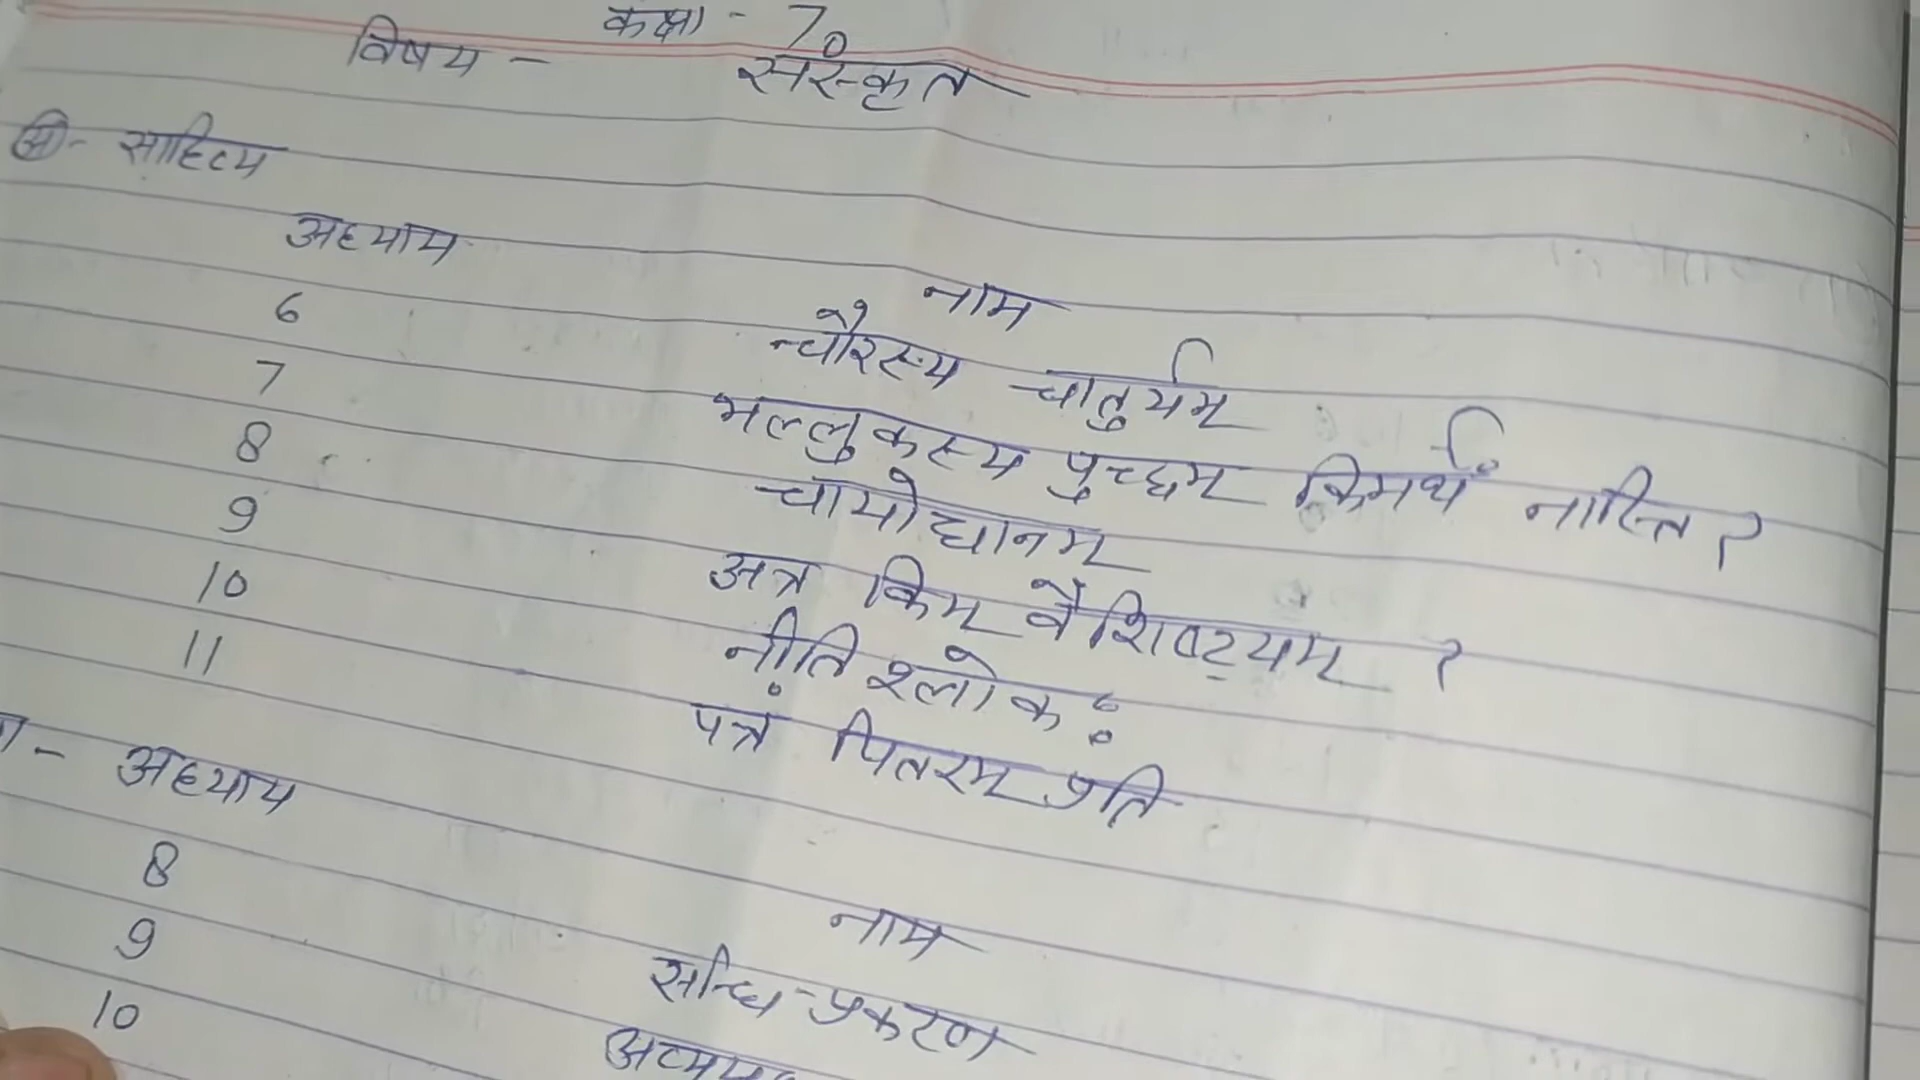 कक्षा - 7
विषय - संस्कृत
अ - साहित्य
अध्याय नाम
6 चौरस्य चातुर्यम
7 भल्लुकस्य पुच्छम किमर्थं नास्ति ?
8 चायोद्यानम
9 अत्र किम वैशिष्ट्यम ?
10 नीति श्लोक :
11 पत्रं पितरम प्रति
अध्याय नाम
8 सन्धि-प्रकरण
9
10